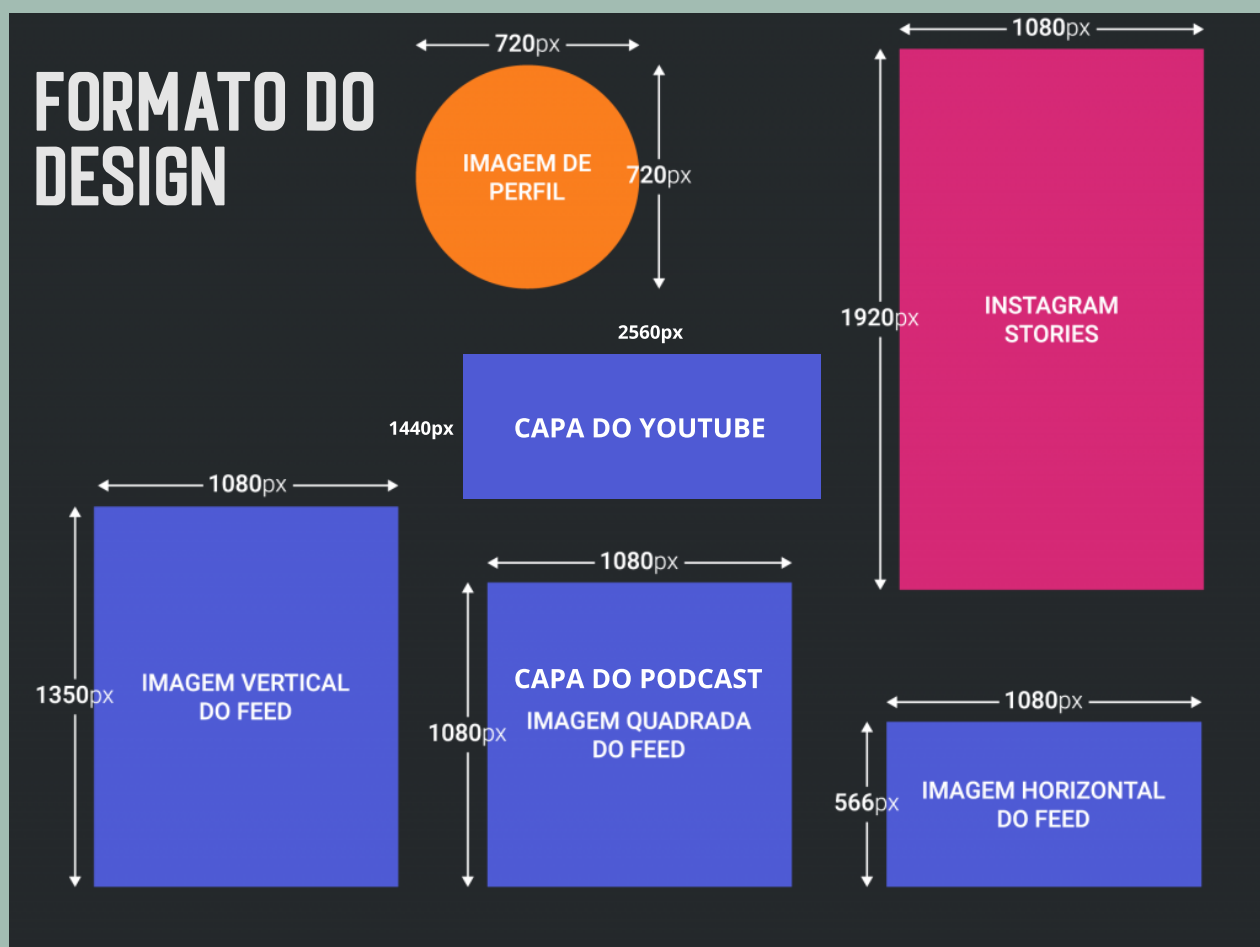 FORMATO DO
DESIGN
720px
IMAGEM DE
PERFIL
720px
1080px
1920px
INSTAGRAM
STORIES
2560px
1440px
CAPA DO YOUTUBE
1080px
1350px
IMAGEM VERTICAL
DO FEED
1080px
1080px
CAPA DO PODCAST
IMAGEM QUADRADA
DO FEED
1080px
566px
IMAGEM HORIZONTAL
DO FEED